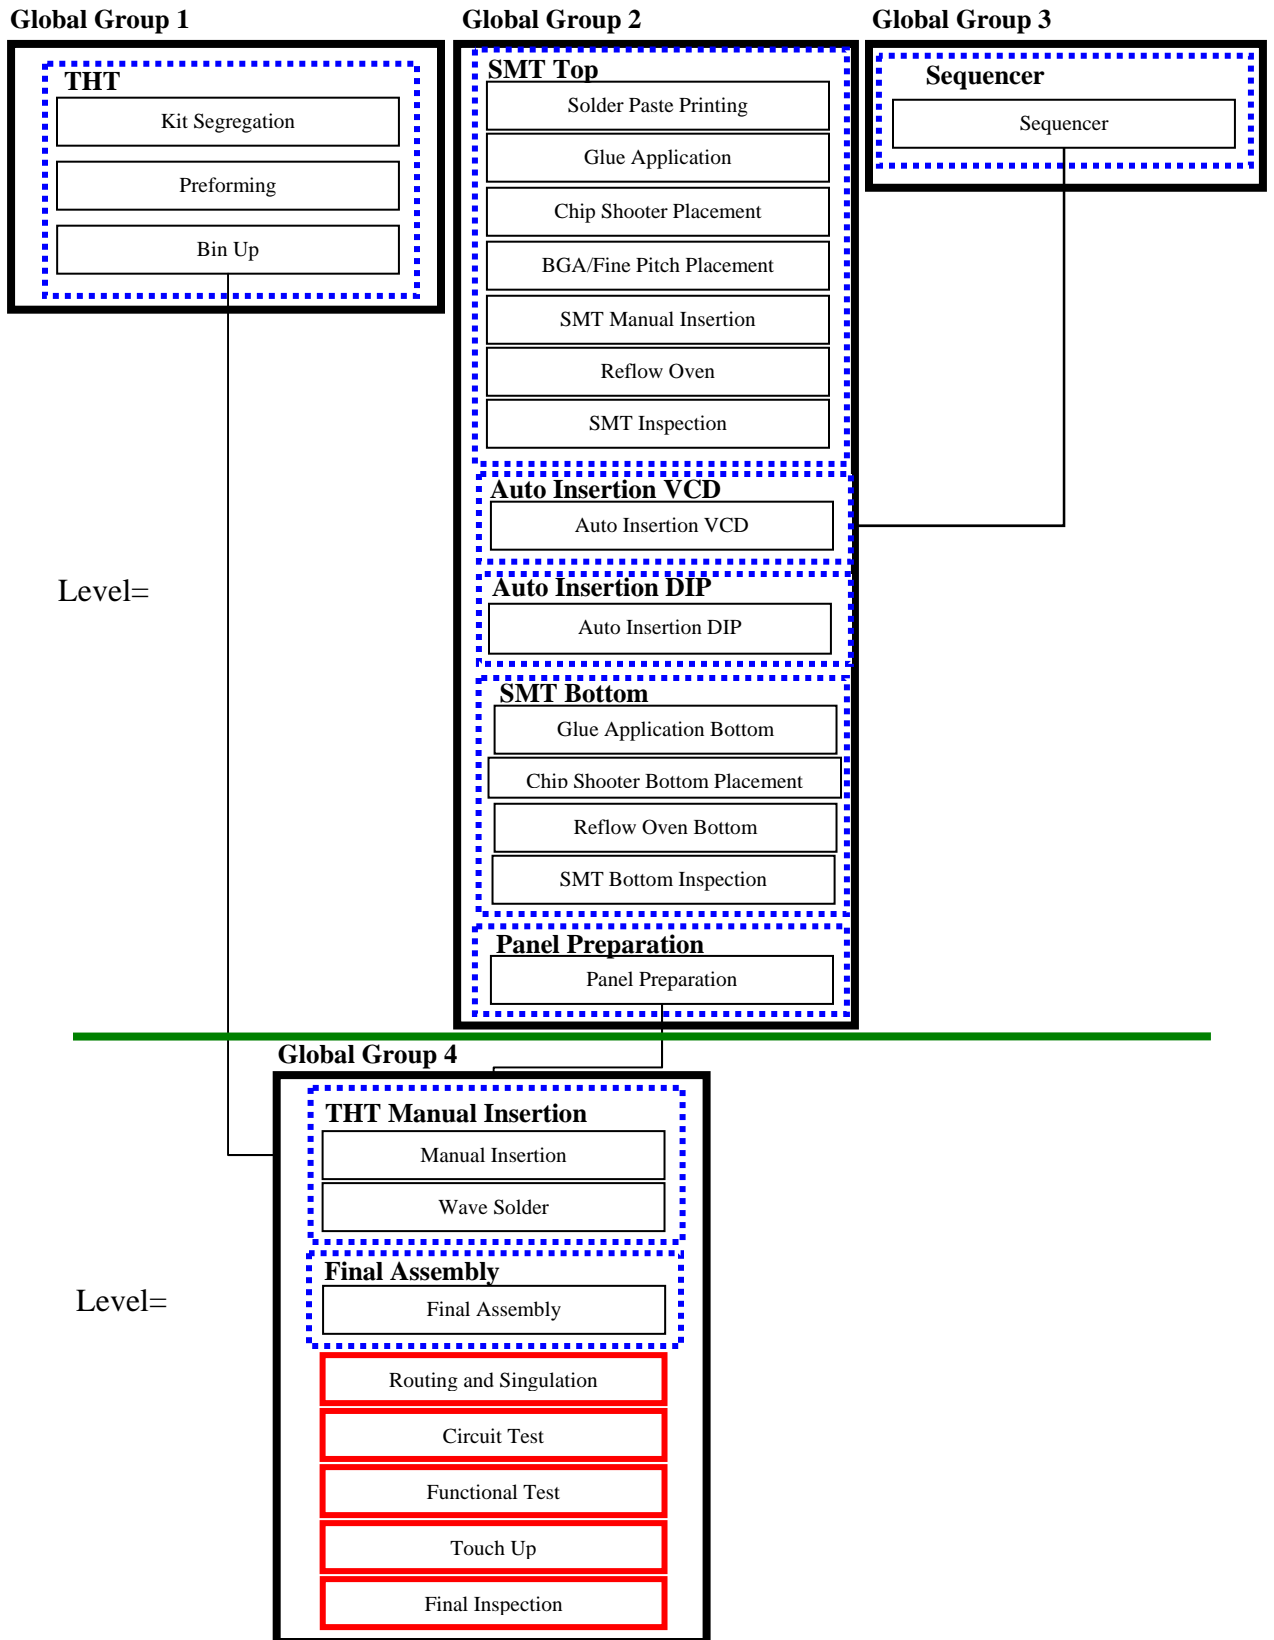 Global Group 1
THT
Kit Segregation
Preforming
Bin Up
Global Group 2
SMT Top
Solder Paste Printing
Glue Application
Chip Shooter Placement
BGA/Fine Pitch Placement
SMT Manual Insertion
Reflow Oven
SMT Inspection
Auto Insertion VCD
Auto Insertion VCD
Auto Insertion DIP
Auto Insertion DIP
SMT Bottom
Glue Application Bottom
Chip Shooter Bottom Placement
Reflow Oven Bottom
SMT Bottom Inspection
Panel Preparation
Panel Preparation
Global Group 3
Sequencer
Sequencer
Level=
Global Group 4
THT Manual Insertion
Manual Insertion
Wave Solder
Final Assembly
Final Assembly
Routing and Singulation
Circuit Test
Functional Test
Touch Up
Final Inspection
Level=